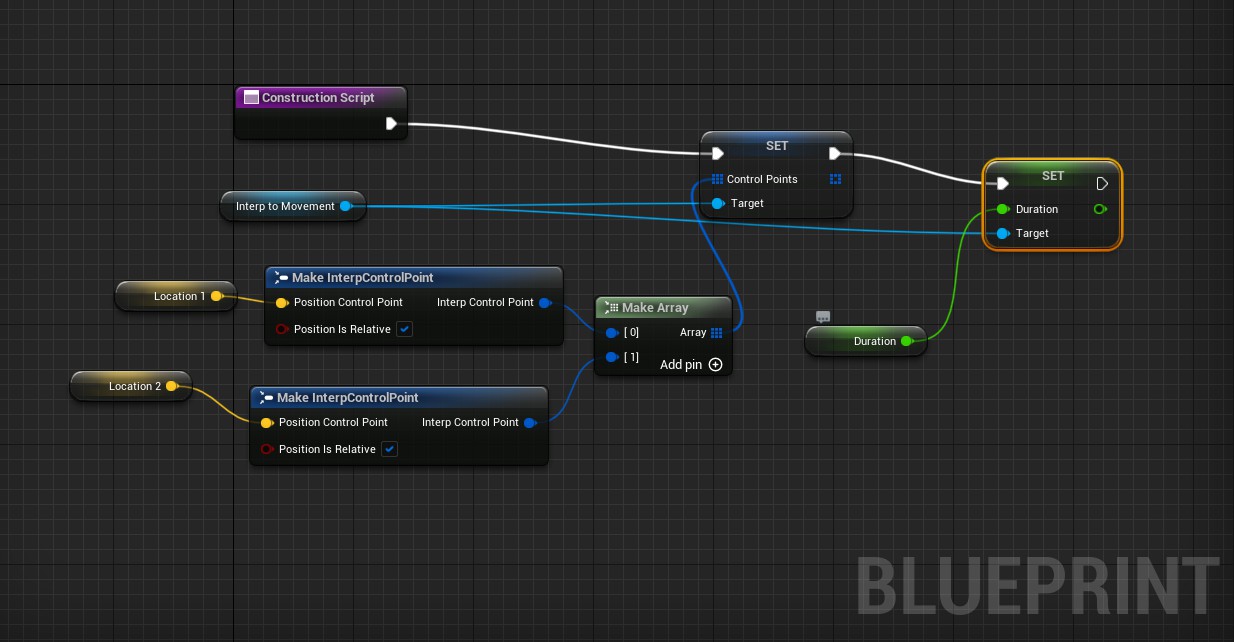 Construction Script
SET
Control Points
Target
SET
Duration
Target
Interp to Movement
Location 1
Make InterpControlPoint
Position Control Point Interp Control Point
Position Is Relative
Make Array
[ 0] Array
[ 1]
Add pin
Duration
Location 2
Make InterpControlPoint
Position Control Point Interp Control Point
Position Is Relative
BLUEPRINT